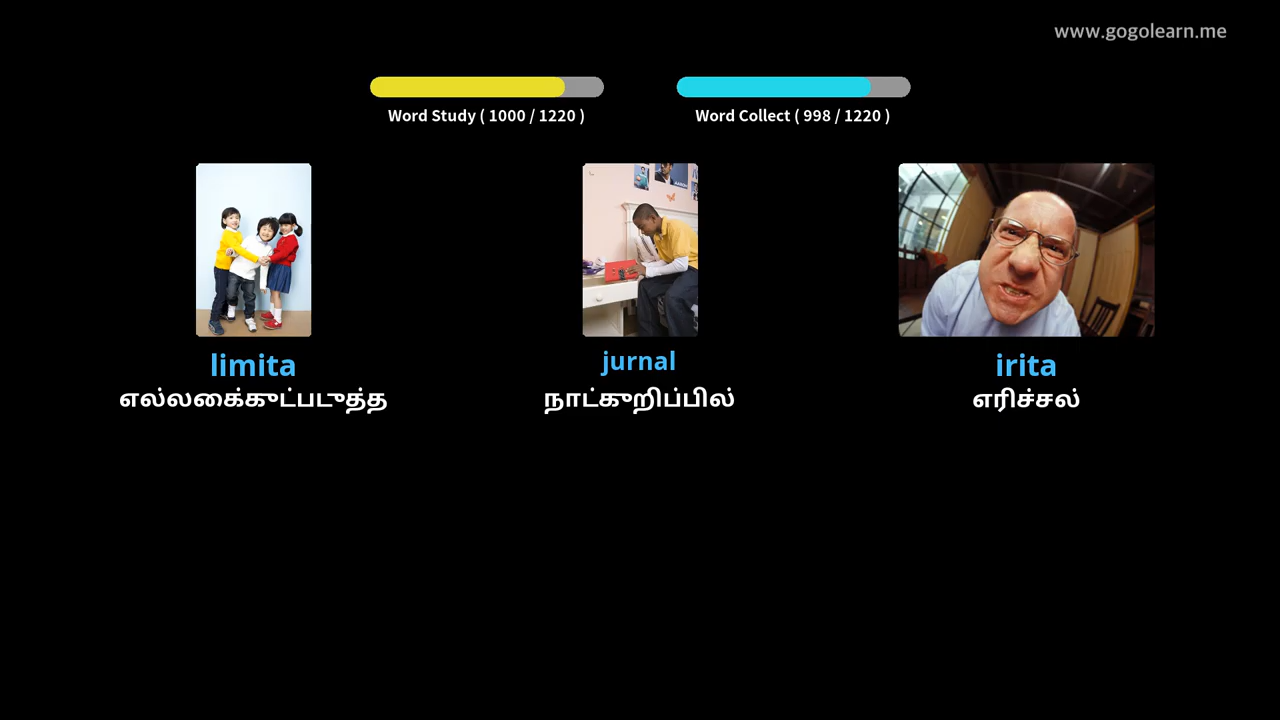 www.gogolearn.me
Word Study ( 1000 / 1220 )
Word Collect ( 998 / 1220 )
limita
jurnal
irita
எல்லைக்குட்படுத்த
நாட்குறிப்பில்
எரிச்சல்